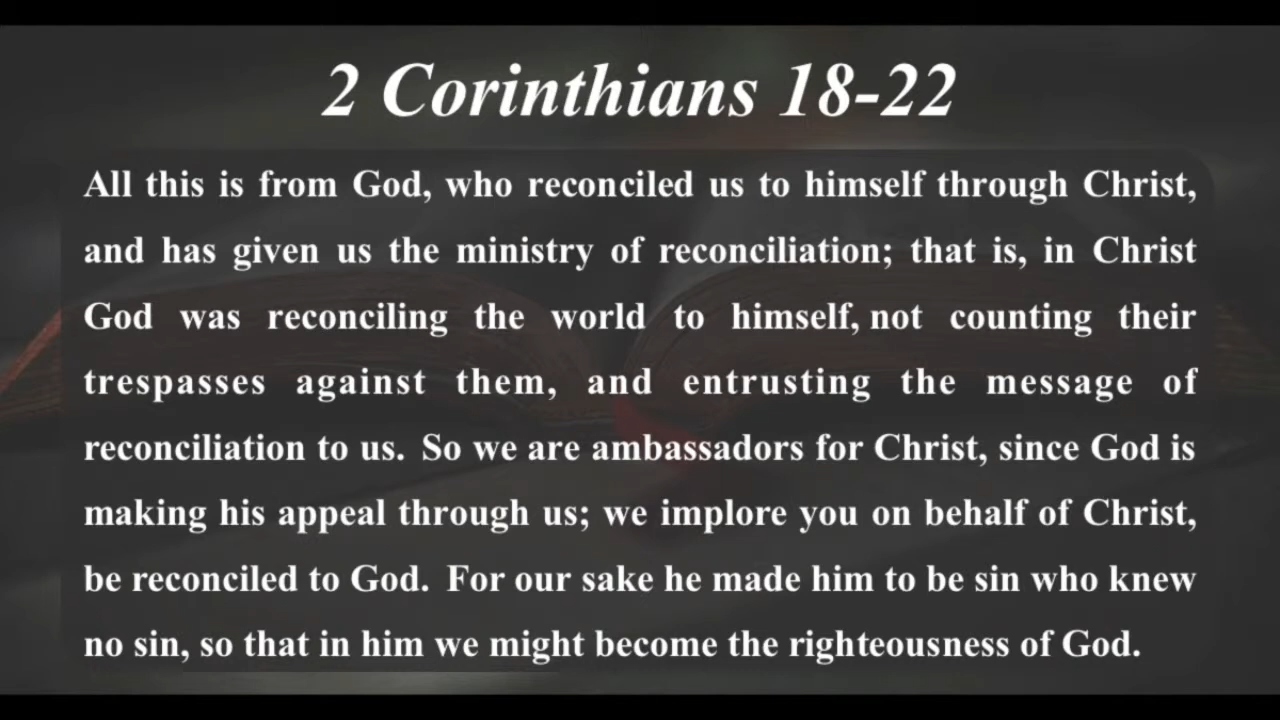 2 Corinthians 18-22
All this is from God, who reconciled us to himself through Christ,
and has given us the ministry of reconciliation; that is, in Christ
God was reconciling the world to himself, not counting their
trespasses against them, and entrusting the message of
reconciliation to us. So we are ambassadors for Christ, since God is
making his appeal through us; we implore you on behalf of Christ,
be reconciled to God. For our sake he made him to be sin who knew
no sin, so that in him we might become the righteousness of God.